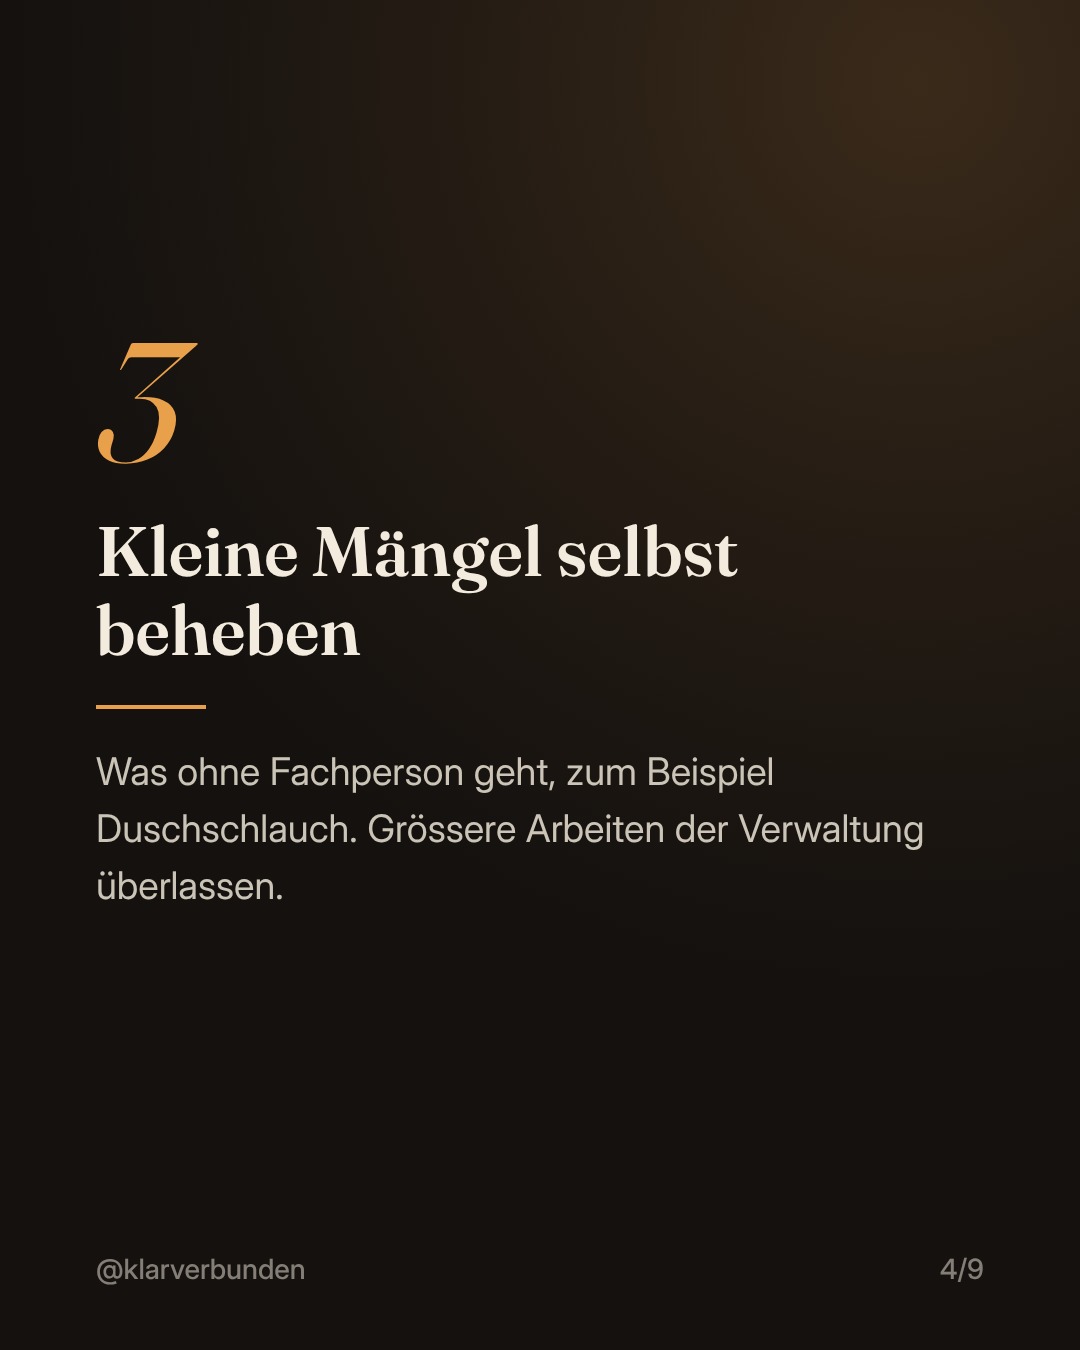 3
Kleine Mängel selbst
beheben
Was ohne Fachperson geht, zum Beispiel
Duschschlauch. Grössere Arbeiten der Verwaltung
überlassen.
@klarverbunden
4/9